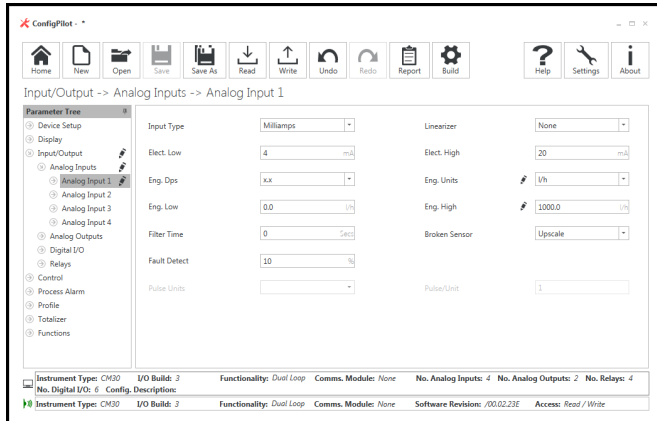 ConfigPilot - *
Home New Open Save Save As Read Write Undo Redo Report Build Help Settings About
Input/Output -> Analog Inputs -> Analog Input 1
Parameter Tree
Device Setup
Display
Input/Output
Analog Inputs
Analog Input 1
Analog Input 2
Analog Input 3
Analog Input 4
Analog Outputs
Digital I/O
Relays
Control
Process Alarm
Profile
Totalizer
Functions
Input Type Milliamps Linearizer None
Elect. Low 4 mA Elect. High 20 mA
Eng. Dps x.x Eng. Units l/h
Eng. Low 0.0 l/h Eng. High 1000.0 l/h
Filter Time 0 Secs Broken Sensor Upscale
Fault Detect 10 %
Pulse Units Pulse/Unit 1
Instrument Type: CM30 I/O Build: 3 Functionality: Dual Loop Comms. Module: None No. Analog Inputs: 4 No. Analog Outputs: 2 No. Relays: 4
No. Digital I/O: 6 Config. Description:
Instrument Type: CM30 I/O Build: 3 Functionality: Dual Loop Comms. Module: None Software Revision: /00.02.23E Access: Read / Write